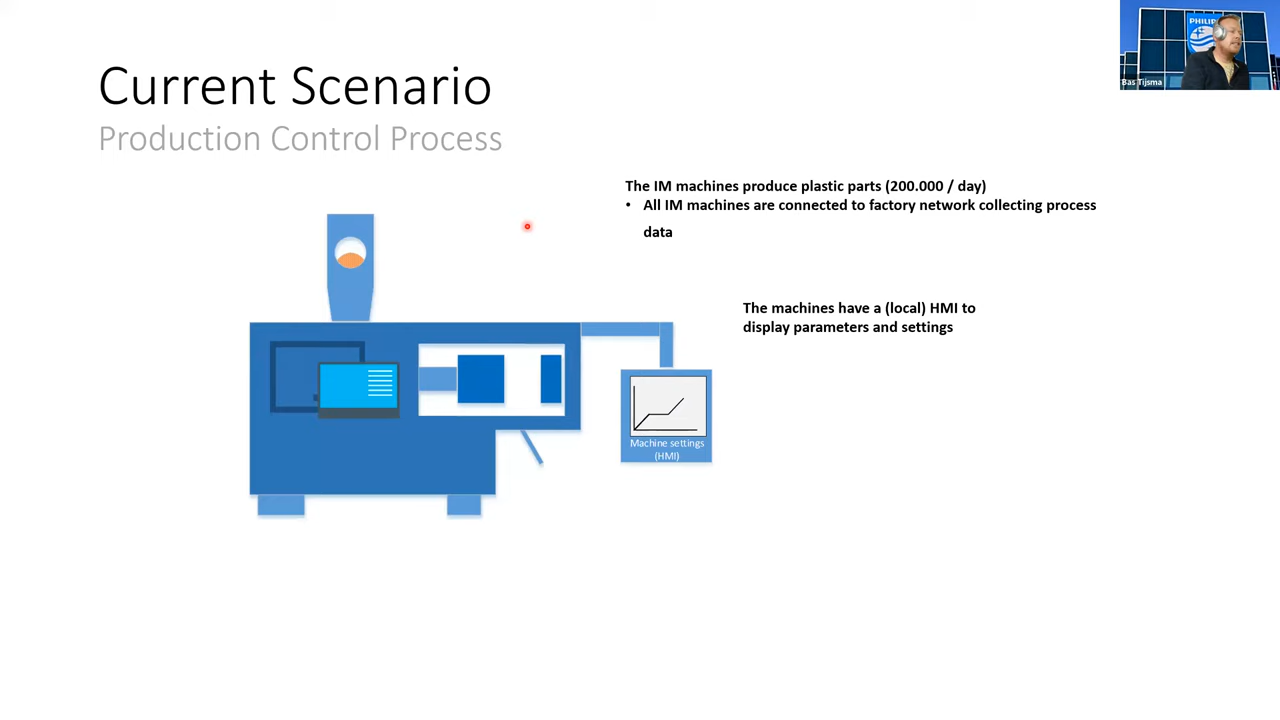 PHILIP
Bas Tijsma
Current Scenario
Production Control Process
The IM machines produce plastic parts (200.000 / day)
• All IM machines are connected to factory network collecting process
data
The machines have a (local) HMI to
display parameters and settings
Machine settings
(HMI)